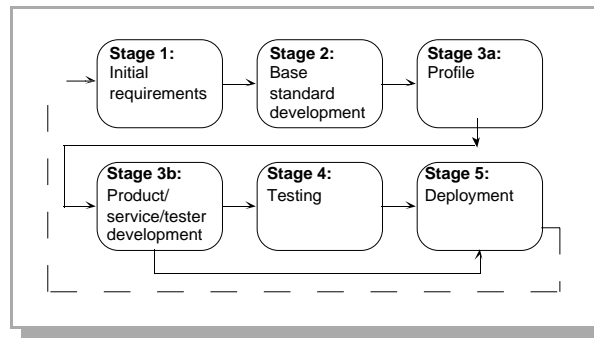 Stage 1:
Initial
requirements
Stage 2:
Base
standard
development
Stage 3a:
Profile
Stage 3b:
Product/
service/tester
development
Stage 4:
Testing
Stage 5:
Deployment